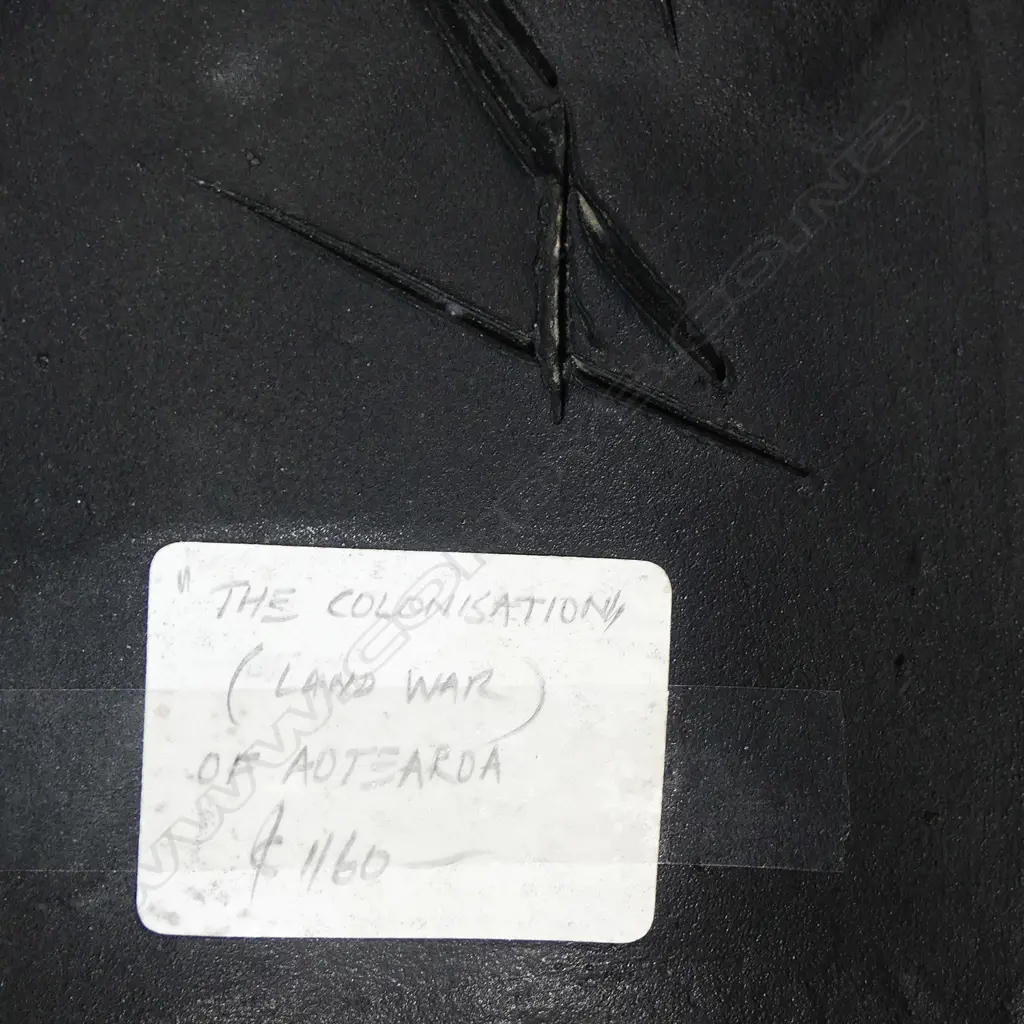 "THE COLONISATION"
(LAND WAR)
OF AOTEAROA
$1160 —